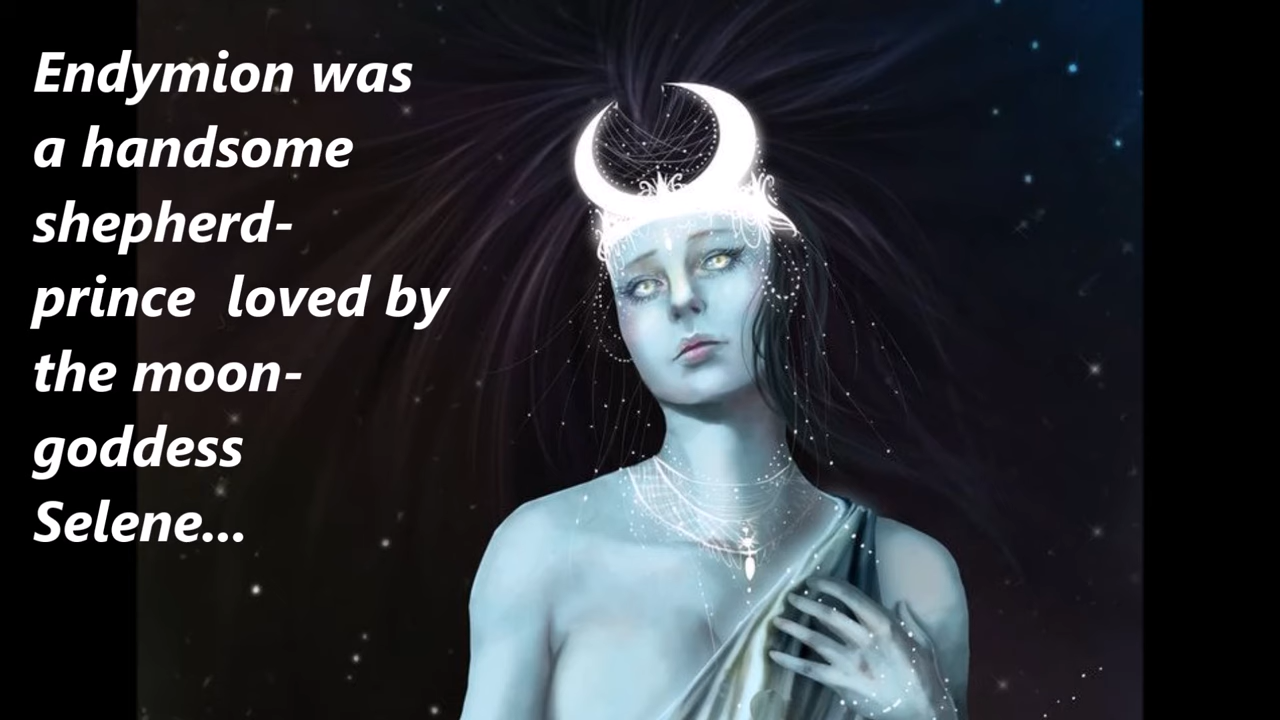 Endymion was
a handsome
shepherd-
prince  loved by
the moon-
goddess
Selene...